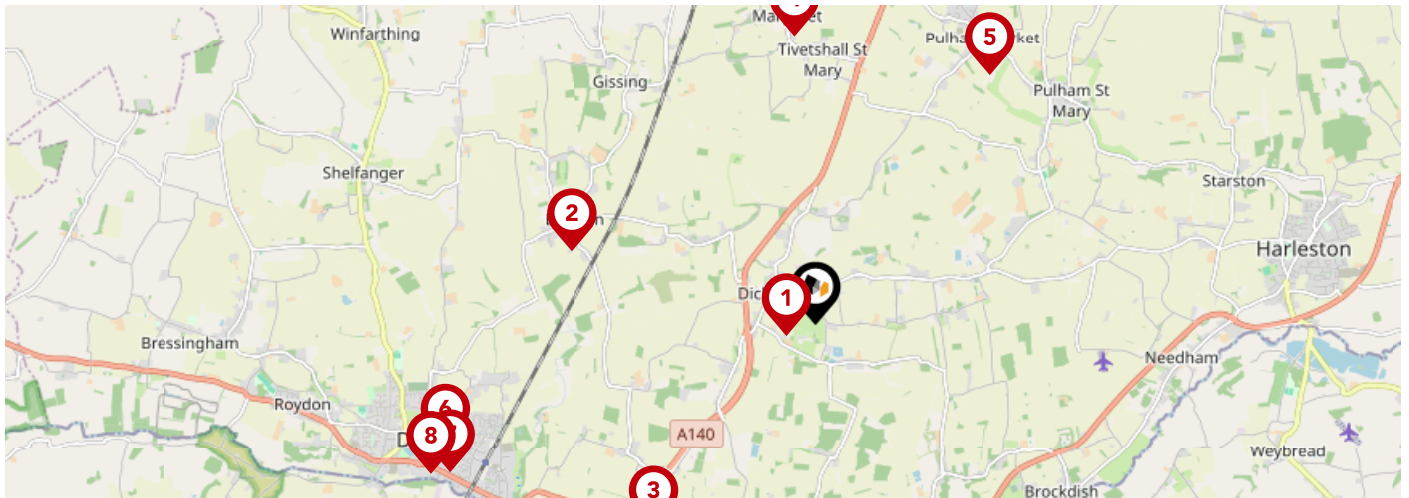 Winfarthing
Tivetshall St
Mary
5
Gissing
Pulham St
Mary
Shelfanger
Starston
2
Harleston
1
Bressingham
Needham
Roydon
6
8
A140
Weybread
3
Brockdish